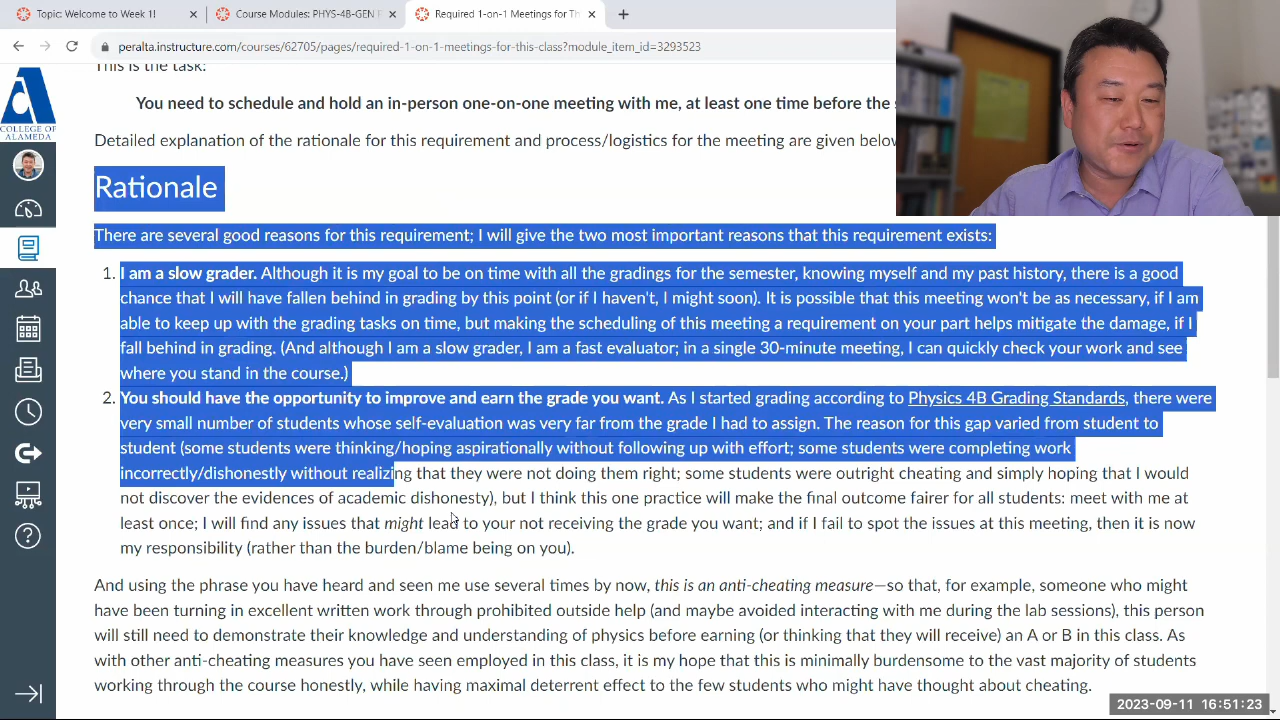 Topic: Welcome to Week 1!
Course Modules: PHYS-4B-GEN P
Required 1-on-1 Meetings for Th
peralta.instructure.com/courses/62705/pages/required-1-on-1-meetings-for-this-class?module_item_id=3293523
COLLEGE OF
ALAMEDA
This is the task:
You need to schedule and hold an in-person one-on-one meeting with me, at least one time before the s
Detailed explanation of the rationale for this requirement and process/logistics for the meeting are given below
Rationale
There are several good reasons for this requirement; I will give the two most important reasons that this requirement exists:
1. I am a slow grader. Although it is my goal to be on time with all the gradings for the semester, knowing myself and my past history, there is a good
chance that I will have fallen behind in grading by this point (or if I haven't, I might soon). It is possible that this meeting won't be as necessary, if I am
able to keep up with the grading tasks on time, but making the scheduling of this meeting a requirement on your part helps mitigate the damage, if I
fall behind in grading. (And although I am a slow grader, I am a fast evaluator; in a single 30-minute meeting, I can quickly check your work and see
where you stand in the course.)
2. You should have the opportunity to improve and earn the grade you want. As I started grading according to Physics 4B Grading Standards, there were
very small number of students whose self-evaluation was very far from the grade I had to assign. The reason for this gap varied from student to
student (some students were thinking/hoping aspirationally without following up with effort; some students were completing work
incorrectly/dishonestly without realizing that they were not doing them right; some students were outright cheating and simply hoping that I would
not discover the evidences of academic dishonesty), but I think this one practice will make the final outcome fairer for all students: meet with me at
least once; I will find any issues that might lead to your not receiving the grade you want; and if I fail to spot the issues at this meeting, then it is now
my responsibility (rather than the burden/blame being on you).
And using the phrase you have heard and seen me use several times by now, this is an anti-cheating measure—so that, for example, someone who might
have been turning in excellent written work through prohibited outside help (and maybe avoided interacting with me during the lab sessions), this person
will still need to demonstrate their knowledge and understanding of physics before earning (or thinking that they will receive) an A or B in this class. As
with other anti-cheating measures you have seen employed in this class, it is my hope that this is minimally burdensome to the vast majority of students
working through the course honestly, while having maximal deterrent effect to the few students who might have thought about cheating.
2023-09-11 16:51:23